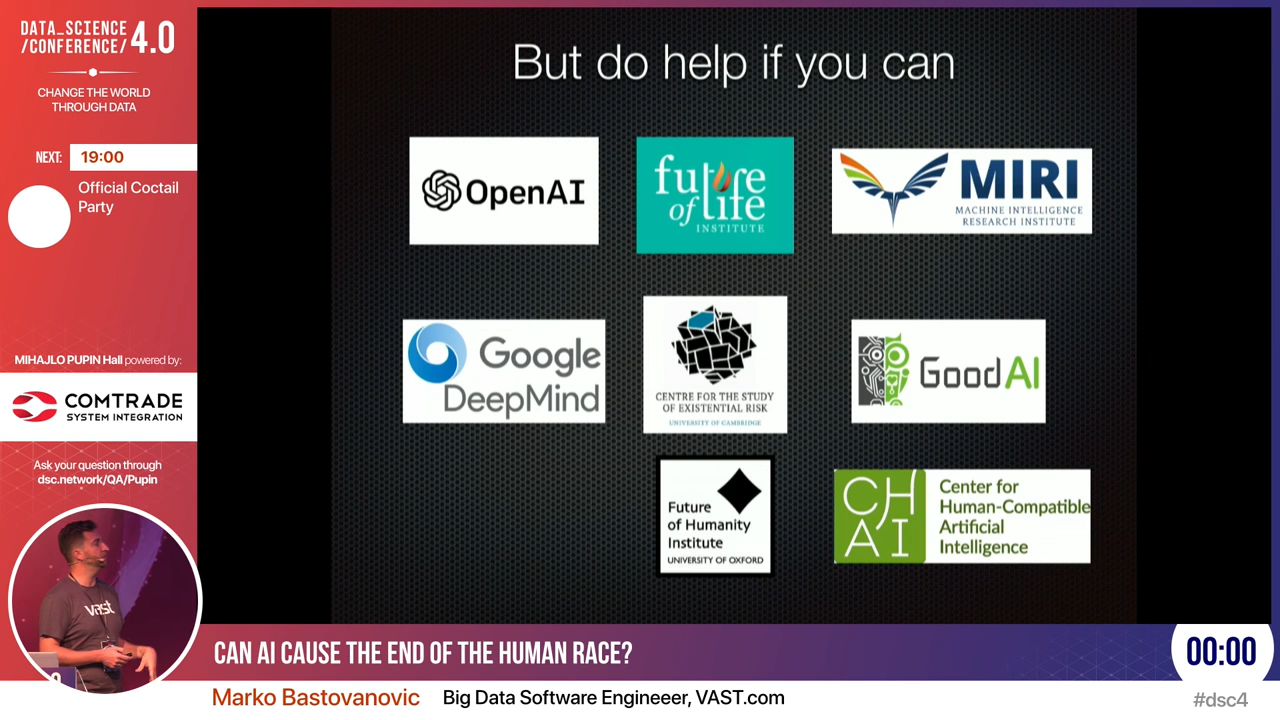 DATA_SCIENCE
/CONFERENCE/ 4.0
CHANGE THE WORLD
THROUGH DATA
NEXT: 19:00
Official Coctail
Party
MIHAJLO PUPIN Hall powered by:
COMTRADE
SYSTEM INTEGRATION
Ask your question through
dsc.network/QA/Pupin
vast
But do help if you can
OpenAI
future
of life
INSTITUTE
MIRI
MACHINE INTELLIGENCE
RESEARCH INSTITUTE
Google
DeepMind
CENTRE FOR THE STUDY
OF EXISTENTIAL RISK
UNIVERSITY OF CAMBRIDGE
GoodAI
Future
of Humanity
Institute
UNIVERSITY OF OXFORD
CHAI
Center for
Human-Compatible
Artificial
Intelligence
CAN AI CAUSE THE END OF THE HUMAN RACE?
00:00
Marko Bastovanovic Big Data Software Engineeer, VAST.com
#dsc4